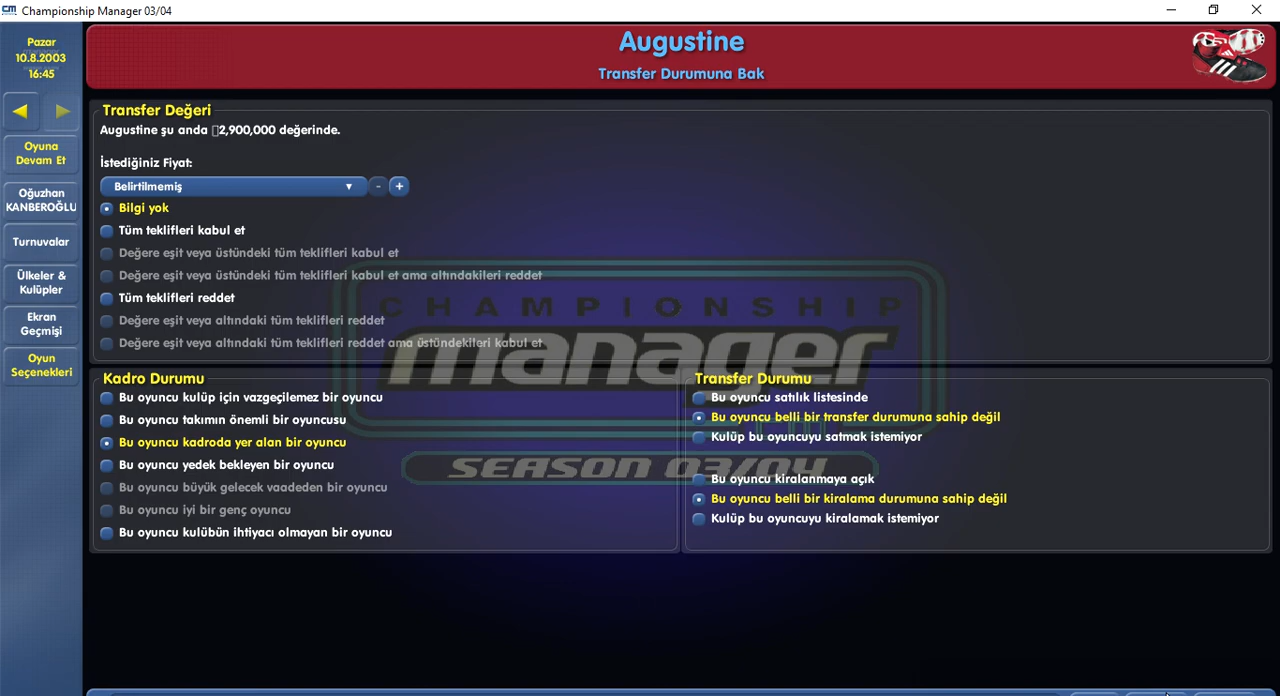 Championship Manager 03/04
Pazar
10.8.2003
16:45
Oyuna
Devam Et
Oğuzhan
KANBEROĞLU
Turnuvalar
Ülkeler &
Kulüpler
Ekran
Geçmişi
Oyun
Seçenekleri
Augustine
Transfer Durumuna Bak
Transfer Değeri
Augustine şu anda ▯2,900,000 değerinde.
İstediğiniz Fiyat:
Belirtilmemiş
- +
Bilgi yok
Tüm teklifleri kabul et
Değere eşit veya üstündeki tüm teklifleri kabul et
Değere eşit veya üstündeki tüm teklifleri kabul et ama altındakileri reddet
Tüm teklifleri reddet
Değere eşit veya altındaki tüm teklifleri reddet
Değere eşit veya altındaki tüm teklifleri reddet ama üstündekileri kabul et
CHAMPIONSHIP
manager
SEASON 03/04
Kadro Durumu
Bu oyuncu kulüp için vazgeçilemez bir oyuncu
Bu oyuncu takımın önemli bir oyuncusu
Bu oyuncu kadroda yer alan bir oyuncu
Bu oyuncu yedek bekleyen bir oyuncu
Bu oyuncu büyük gelecek vaadeden bir oyuncu
Bu oyuncu iyi bir genç oyuncu
Bu oyuncu kulübün ihtiyacı olmayan bir oyuncu
Transfer Durumu
Bu oyuncu satılık listesinde
Bu oyuncu belli bir transfer durumuna sahip değil
Kulüp bu oyuncuyu satmak istemiyor
Bu oyuncu kiralanmaya açık
Bu oyuncu belli bir kiralama durumuna sahip değil
Kulüp bu oyuncuyu kiralamak istemiyor